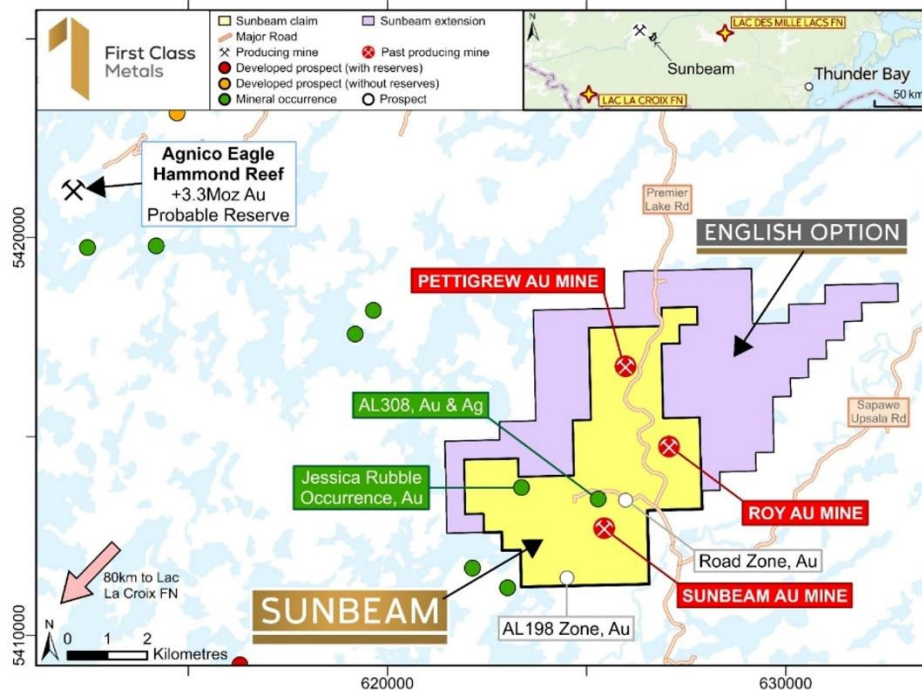 First Class
Metals
Sunbeam claim
Sunbeam extension
Major Road
Producing mine
Past producing mine
Developed prospect (with reserves)
Developed prospect (without reserves)
Mineral occurrence
Prospect
N
LAC DES MILLE LACS FN
Sunbeam
Thunder Bay
LAC LA CROIX FN
50 km
Agnico Eagle
Hammond Reef
+3.3Moz Au
Probable Reserve
Premier
Lake Rd
5420000
ENGLISH OPTION
PETTIGREW AU MINE
AL308, Au & Ag
Sapawe
Upsala Rd
Jessica Rubble
Occurrence, Au
ROY AU MINE
Road Zone, Au
80km to Lac
La Croix FN
SUNBEAM
SUNBEAM AU MINE
AL198 Zone, Au
5410000
N
0 1 2
Kilometres
620000
630000